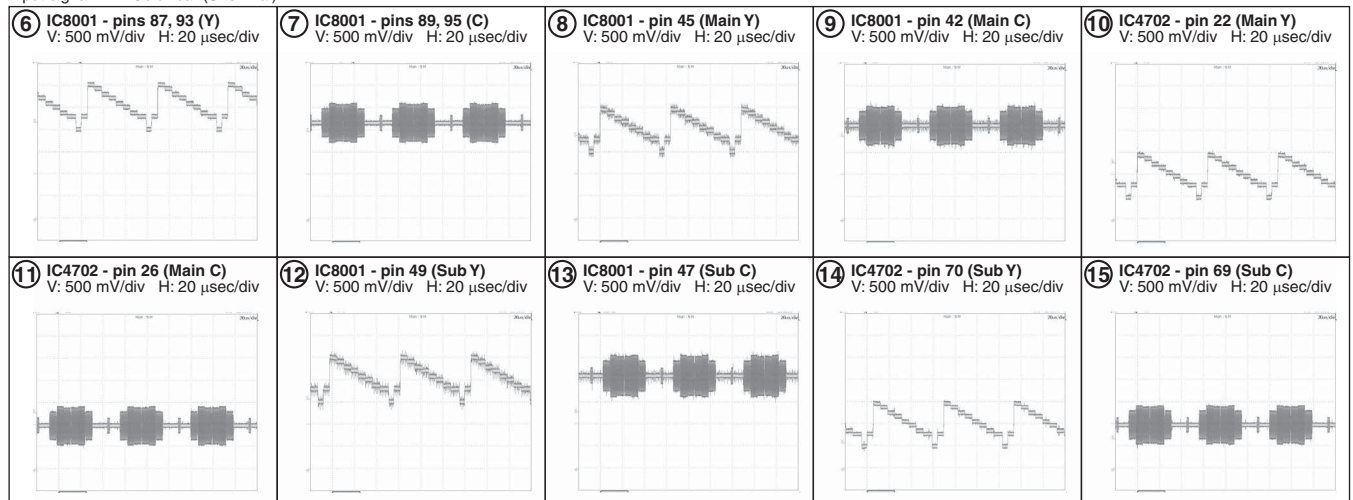 ⑥ IC8001 - pins 87, 93 (Y)
V: 500 mV/div H: 20 µsec/div
⑦ IC8001 - pins 89, 95 (C)
V: 500 mV/div H: 20 µsec/div
⑧ IC8001 - pin 45 (Main Y)
V: 500 mV/div H: 20 µsec/div
⑨ IC8001 - pin 42 (Main C)
V: 500 mV/div H: 20 µsec/div
⑩ IC4702 - pin 22 (Main Y)
V: 500 mV/div H: 20 µsec/div
⑪ IC4702 - pin 26 (Main C)
V: 500 mV/div H: 20 µsec/div
⑫ IC8001 - pin 49 (Sub Y)
V: 500 mV/div H: 20 µsec/div
⑬ IC8001 - pin 47 (Sub C)
V: 500 mV/div H: 20 µsec/div
⑭ IC4702 - pin 70 (Sub Y)
V: 500 mV/div H: 20 µsec/div
⑮ IC4702 - pin 69 (Sub C)
V: 500 mV/div H: 20 µsec/div